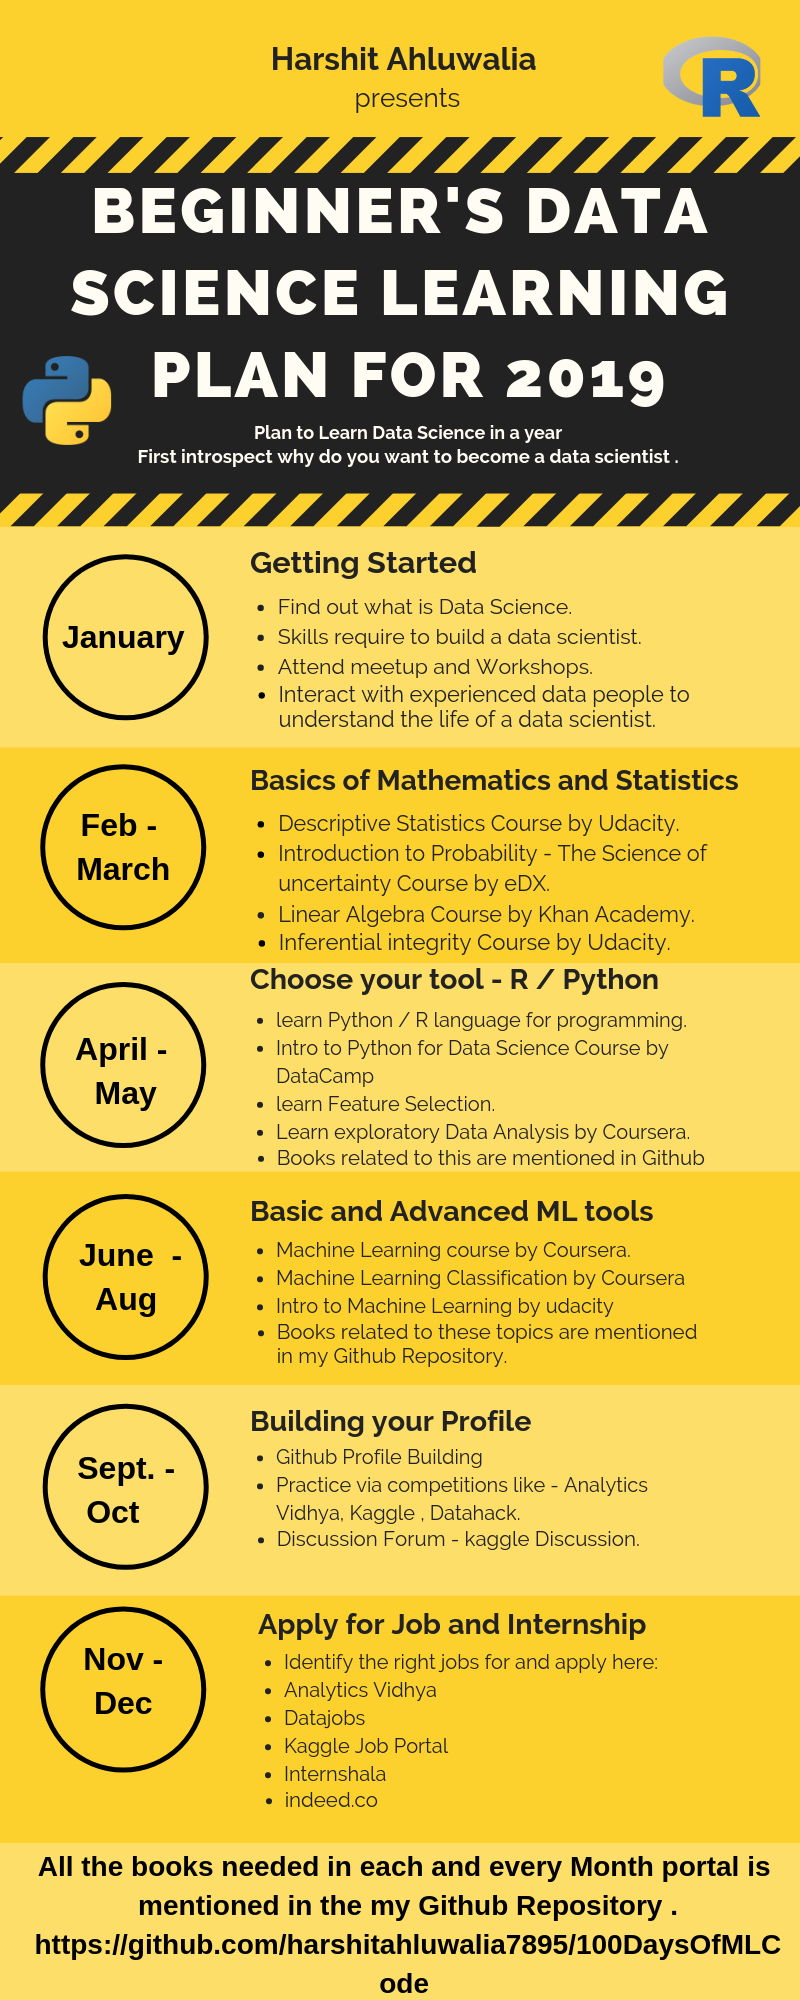 Harshit Ahluwalia
presents
R
BEGINNER'S DATA
SCIENCE LEARNING
PLAN FOR 2019
Plan to Learn Data Science in a year
First introspect why do you want to become a data scientist .
January
Getting Started
• Find out what is Data Science.
• Skills require to build a data scientist.
• Attend meetup and Workshops.
• Interact with experienced data people to
understand the life of a data scientist.
Feb -
March
Basics of Mathematics and Statistics
• Descriptive Statistics Course by Udacity.
• Introduction to Probability - The Science of
uncertainty Course by eDX.
• Linear Algebra Course by Khan Academy.
• Inferential integrity Course by Udacity.
April -
May
Choose your tool - R / Python
• learn Python / R language for programming.
• Intro to Python for Data Science Course by
DataCamp
• learn Feature Selection.
• Learn exploratory Data Analysis by Coursera.
• Books related to this are mentioned in Github
June -
Aug
Basic and Advanced ML tools
• Machine Learning course by Coursera.
• Machine Learning Classification by Coursera
• Intro to Machine Learning by udacity
• Books related to these topics are mentioned
in my Github Repository.
Sept. -
Oct
Building your Profile
• Github Profile Building
• Practice via competitions like - Analytics
Vidhya, Kaggle , Datahack.
• Discussion Forum - kaggle Discussion.
Nov -
Dec
Apply for Job and Internship
• Identify the right jobs for and apply here:
• Analytics Vidhya
• Datajobs
• Kaggle Job Portal
• Internshala
• indeed.co
All the books needed in each and every Month portal is
mentioned in the my Github Repository .
https://github.com/harshitahluwalia7895/100DaysOfMLC
ode